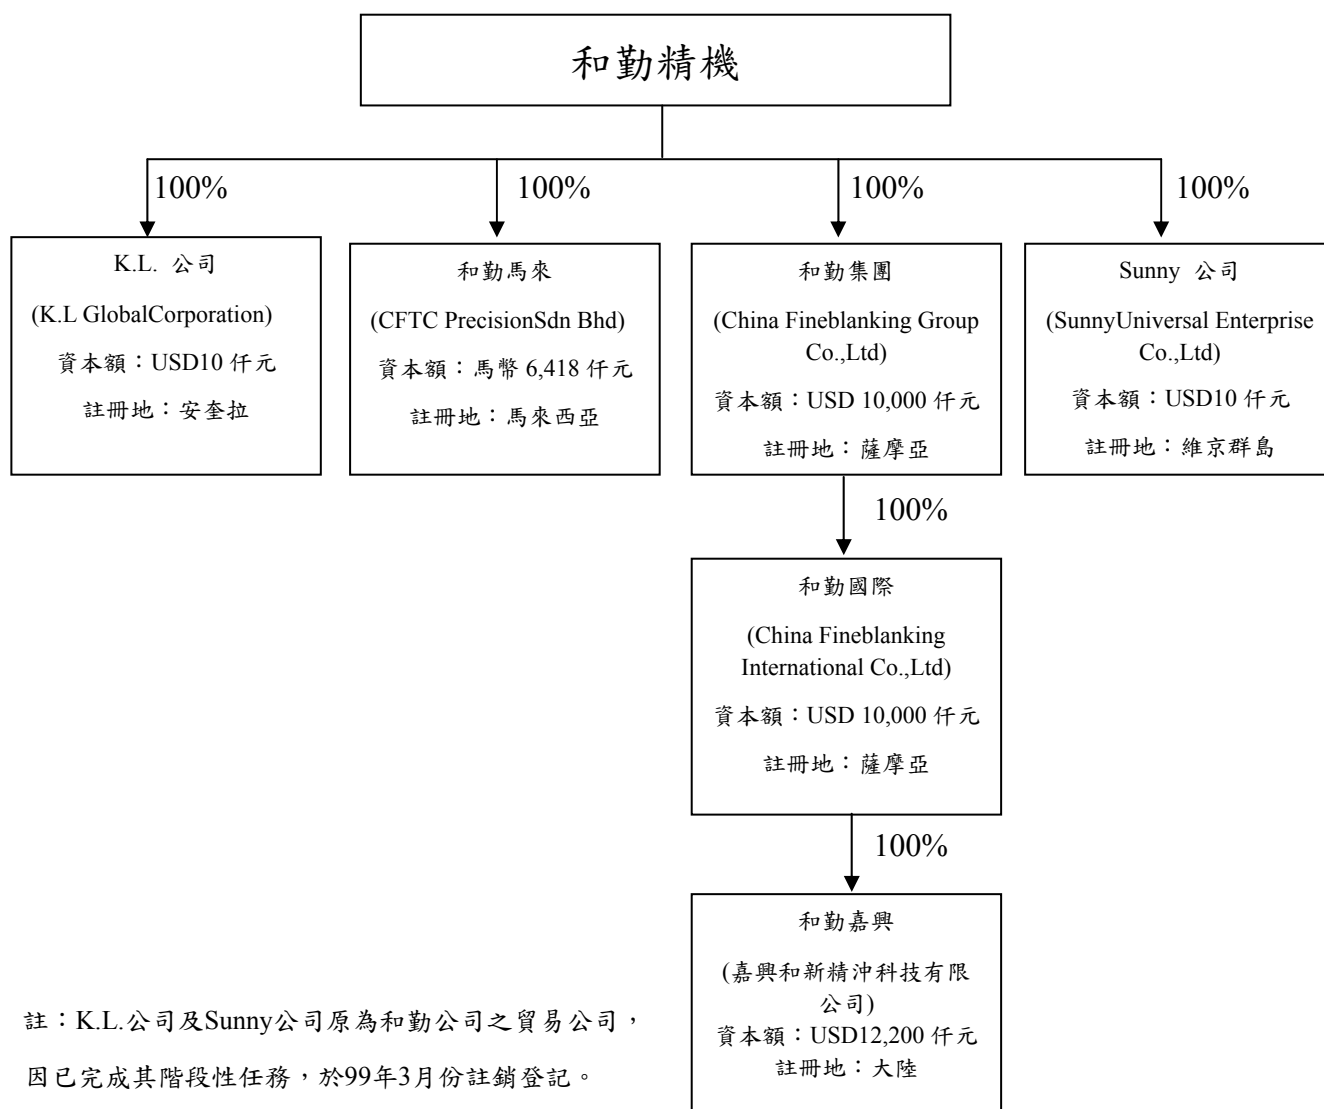 和勤精機
100%
100%
100%
100%
K.L. 公司
(K.L GlobalCorporation)
資本額：USD10 仟元
註冊地：安奎拉
和勤馬來
(CFTC PrecisionSdn Bhd)
資本額：馬幣 6,418 仟元
註冊地：馬來西亞
和勤集團
(China Fineblanking Group
Co.,Ltd)
資本額：USD 10,000 仟元
註冊地：薩摩亞
Sunny 公司
(SunnyUniversal Enterprise
Co.,Ltd)
資本額：USD10 仟元
註冊地：維京群島
100%
和勤國際
(China Fineblanking
International Co.,Ltd)
資本額：USD 10,000 仟元
註冊地：薩摩亞
100%
和勤嘉興
(嘉興和新精沖科技有限
公司)
資本額：USD12,200 仟元
註冊地：大陸
註：K.L.公司及Sunny公司原為和勤公司之貿易公司，
因已完成其階段性任務，於99年3月份註銷登記。